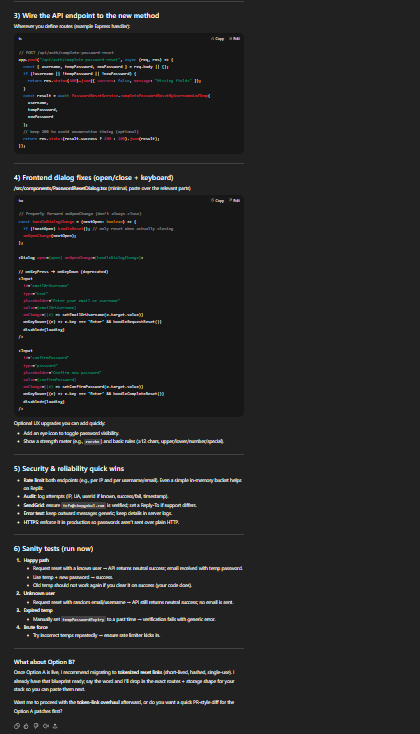 3) Wire the API endpoint to the new method
Wherever you define routes (example Express handler):
ts
Copy Edit
// POST /api/auth/complete-password-reset
app.post("/api/auth/complete-password-reset", async (req, res) => {
const { username, tempPassword, newPassword } = req.body || {};
if (!username || !tempPassword || !newPassword) {
return res.status(400).json({ success: false, message: "Missing fields" });
}
const result = await
username,
tempPassword,
newPassword
);
// keep 200 to avoid enumeration timing (optional)
return res.status(result.success ? 200 : 400).json(result);
});
4) Frontend dialog fixes (open/close + keyboard)
/src/components/PasswordResetDialog.tsx (minimal, paste over the relevant parts)
tsx
Copy Edit
// Properly forward onOpenChange (don't always close)
const handleDialogChange = (nextOpen: boolean) => {
if (!nextOpen) handleReset(); // only reset when actually closing
onOpenChange(nextOpen);
};
<Dialog open={open} onOpenChange={handleDialogChange}>
// onKeyPress → onKeyDown (deprecated)
<Input
id="emailOrUsername"
type="text"
placeholder="Enter your email or username"
value={emailOrUsername}
onChange={(e) => setEmailOrUsername(e.target.value)}
onKeyDown={(e) => e.key === "Enter" && handleRequestReset()}
disabled={loading}
/>
<Input
id="confirmPassword"
type="password"
placeholder="Confirm new password"
value={confirmPassword}
onChange={(e) => setConfirmPassword(e.target.value)}
onKeyDown={(e) => e.key === "Enter" && handleCompleteReset()}
disabled={loading}
/>
Optional UX upgrades you can add quickly:
• Add an eye icon to toggle password visibility.
• Show a strength meter (e.g., zxcvbn) and basic rules (≥12 chars, upper/lower/number/special).
5) Security & reliability quick wins
• Rate limit both endpoints (e.g., per IP and per username/email). Even a simple in-memory bucket helps
on Replit.
• Audit: log attempts (IP, UA, userId if known, success/fail, timestamp).
• SendGrid: ensure is verified; set a Reply-To if support differs.
• Error text: keep outward messages generic; keep details in server logs.
• HTTPS: enforce it in production so passwords aren't sent over plain HTTP.
6) Sanity tests (run now)
1. Happy path
• Request reset with a known user → API returns neutral success; email received with temp password.
• Use temp + new password → success.
• Old temp should not work again if you clear it on success (your code does).
2. Unknown user
• Request reset with random email/username → API still returns neutral success; no email is sent.
3. Expired temp
• Manually set tempPasswordExpiry to a past time → verification fails with generic error.
4. Brute force
• Try incorrect temps repeatedly → ensure rate limiter kicks in.
What about Option B?
Once Option A is live, I recommend migrating to tokenized reset links (short-lived, hashed, single-use). I
already have that blueprint ready; say the word and I'll drop in the exact routes + storage shape for your
stack so you can paste them next.
Want me to proceed with the token-link overhaul afterward, or do you want a quick PR-style diff for the
Option A patches first?